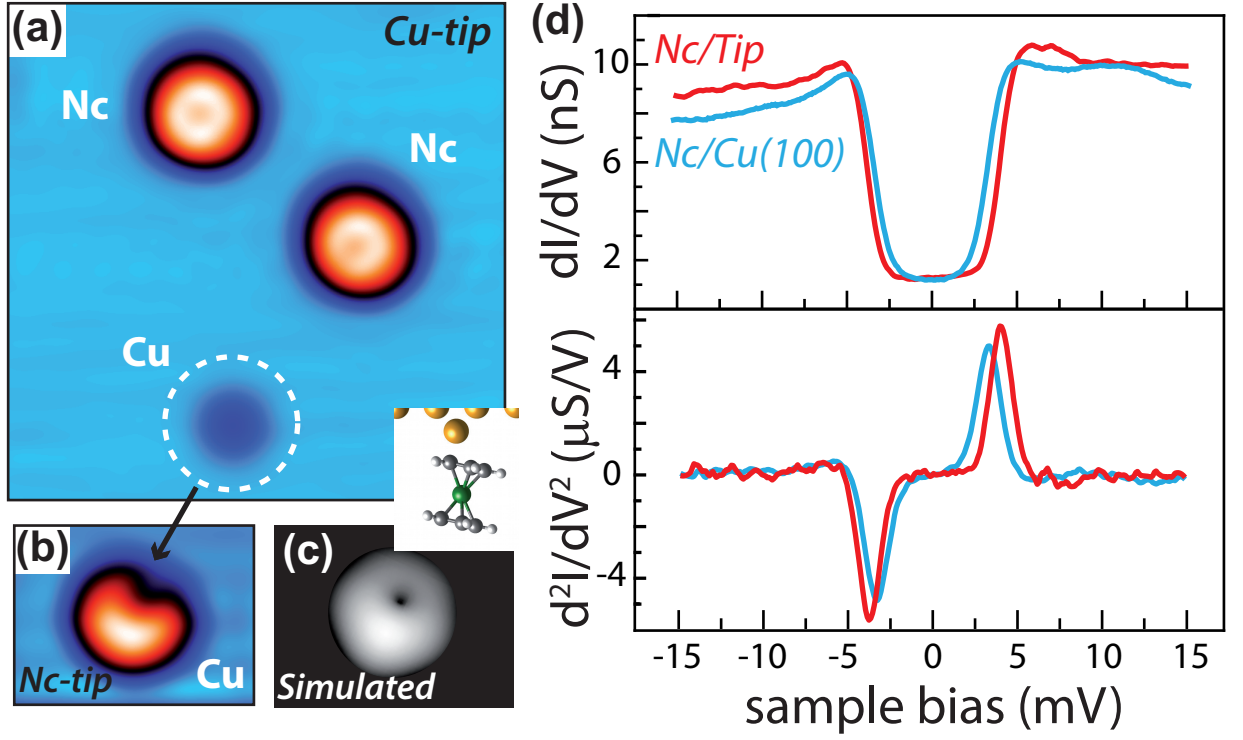 (a)
Cu-tip
Nc
Nc
Cu
(b)
Nc-tip
Cu
(c)
Simulated
(d)
Nc/Tip
Nc/Cu(100)
dI/dV (nS)
10
6
2
d²I/dV² (µS/V)
4
0
-4
-15
-10
-5
0
5
10
15
sample bias (mV)